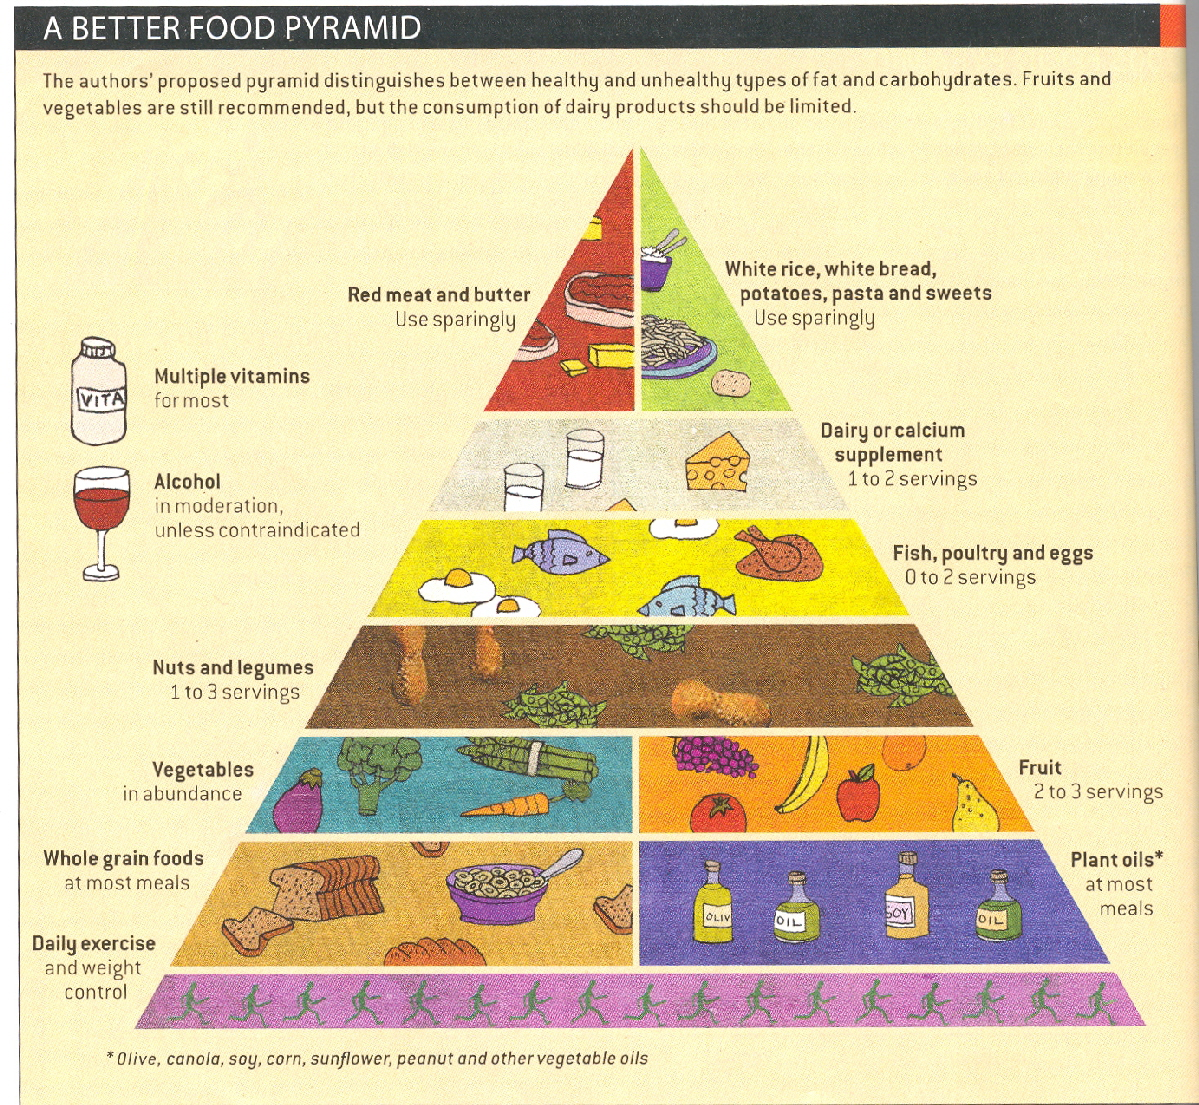 A BETTER FOOD PYRAMID
The authors' proposed pyramid distinguishes between healthy and unhealthy types of fat and carbohydrates. Fruits and
vegetables are still recommended, but the consumption of dairy products should be limited.
Red meat and butter
Use sparingly
White rice, white bread,
potatoes, pasta and sweets
Use sparingly
VITA
Multiple vitamins
for most
Alcohol
in moderation,
unless contraindicated
Dairy or calcium
supplement
1 to 2 servings
Fish, poultry and eggs
0 to 2 servings
Nuts and legumes
1 to 3 servings
Vegetables
in abundance
Fruit
2 to 3 servings
Whole grain foods
at most meals
Plant oils*
at most
meals
OLIV
OIL
SOY
OIL
Daily exercise
and weight
control
*Olive, canola, soy, corn, sunflower, peanut and other vegetable oils